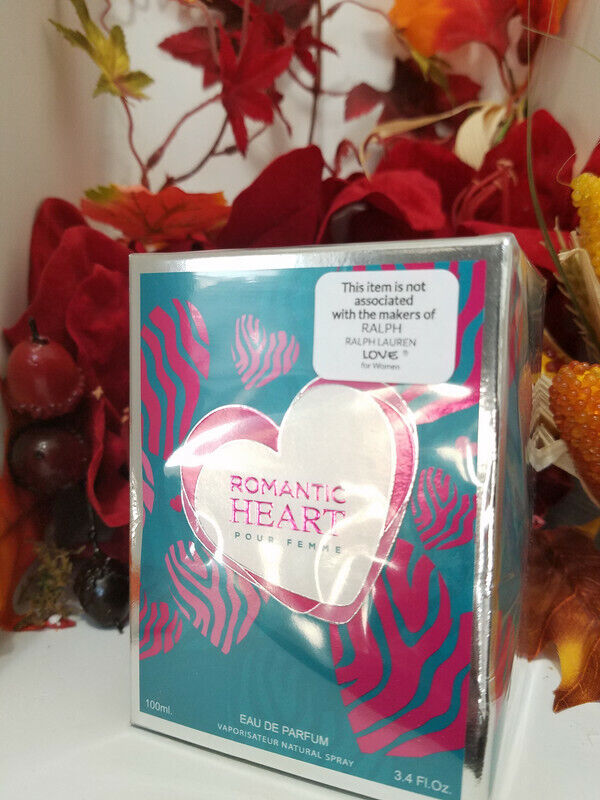 This item is not
associated
with the makers of
RALPH
RALPH LAUREN
LOVE ®
for Women
ROMANTIC
HEART
POUR FEMME
100ml.
EAU DE PARFUM
VAPORISATEUR NATURAL SPRAY
3.4 Fl.Oz.